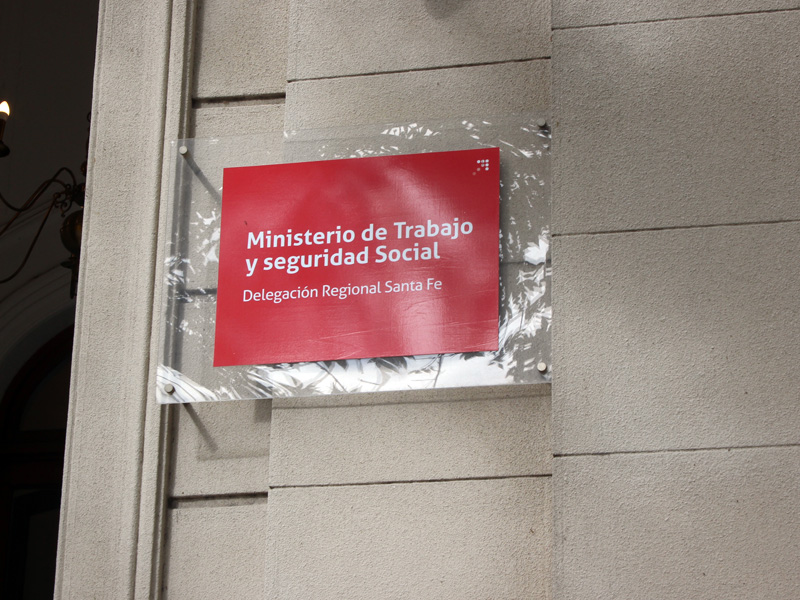 Ministerio de Trabajo
y seguridad Social
Delegación Regional Santa Fe